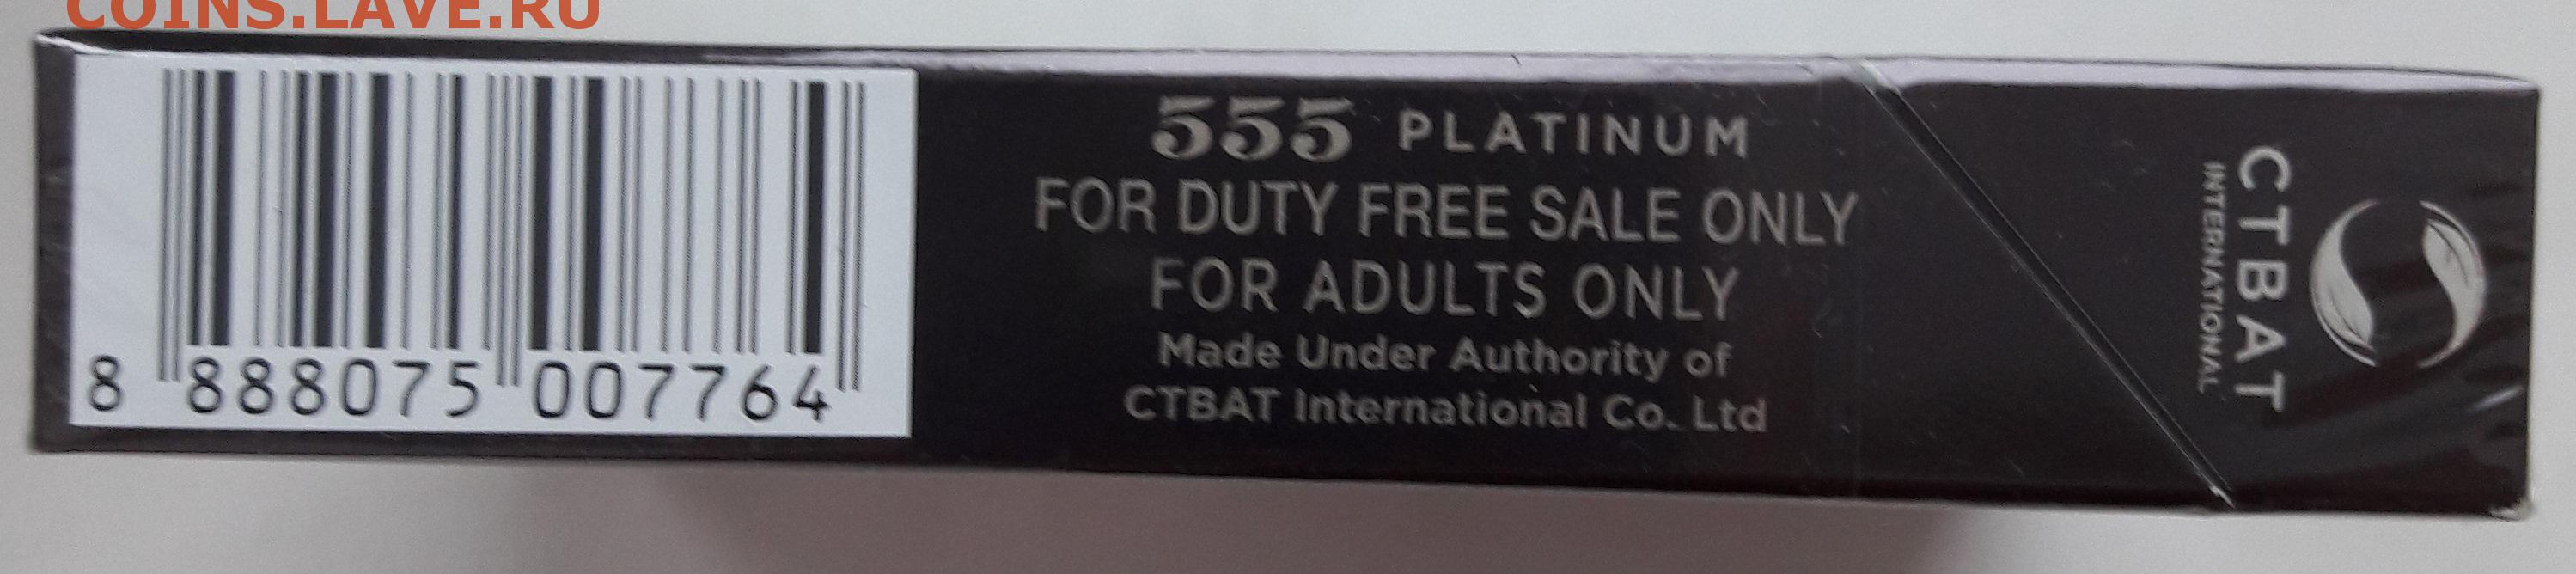 COINS.LAVE.RU
8 888075 007764
555 PLATINUM
FOR DUTY FREE SALE ONLY
FOR ADULTS ONLY
Made Under Authority of
CTBAT International Co. Ltd
CTBAT
INTERNATIONAL